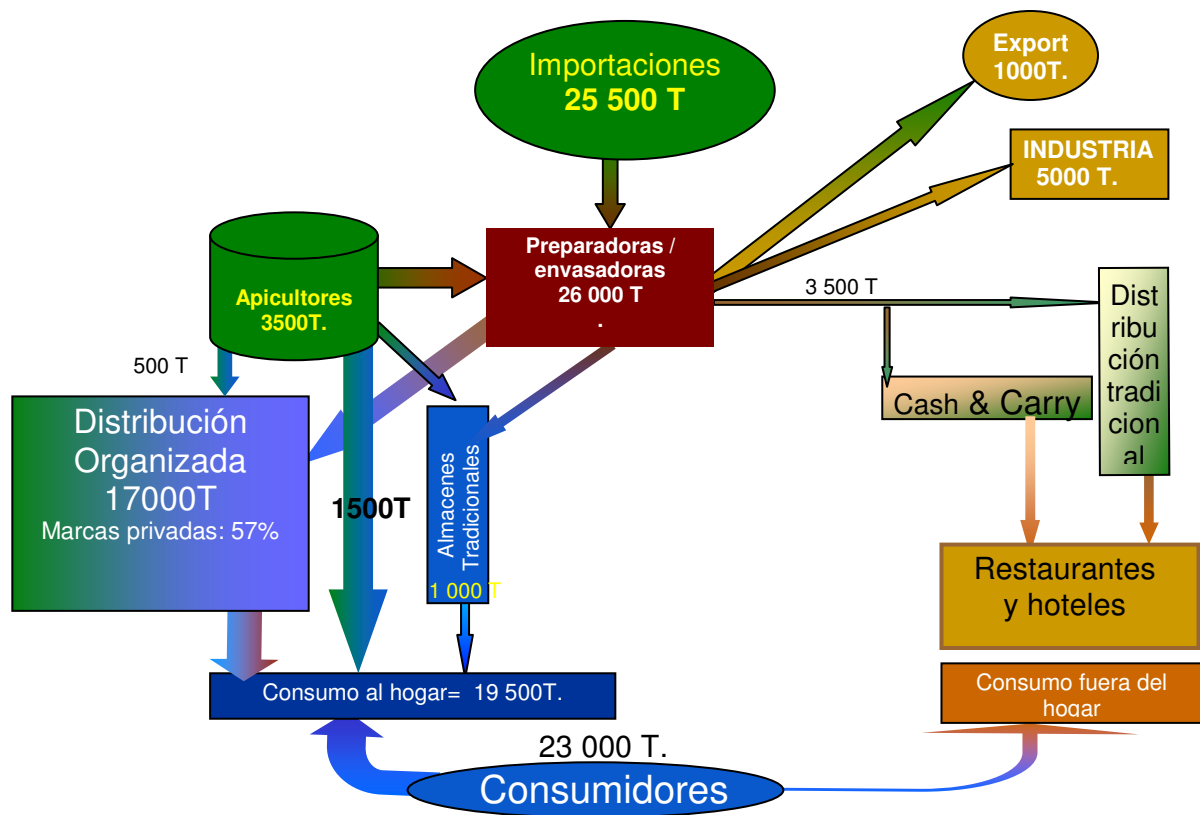 Importaciones
25 500 T
Export
1000T.
INDUSTRIA
5000 T.
Apicultores
3500T.
Preparadoras /
envasadoras
26 000 T
.
3 500 T
Dist
ribu
ción
tradi
cion
al
500 T
Cash & Carry
Distribución
Organizada
17000T
Marcas privadas: 57%
1500T
Almacenes
Tradicionales
1 000 T
Restaurantes
y hoteles
Consumo al hogar= 19 500T.
Consumo fuera del
hogar
23 000 T.
Consumidores